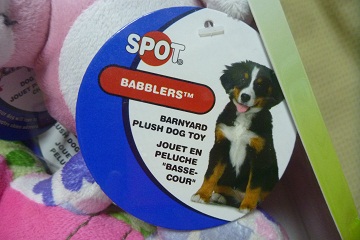 SPOT®
BABBLERS™
BARNYARD
PLUSH DOG TOY
JOUET EN
PELUCHE
"BASSE-
COUR"